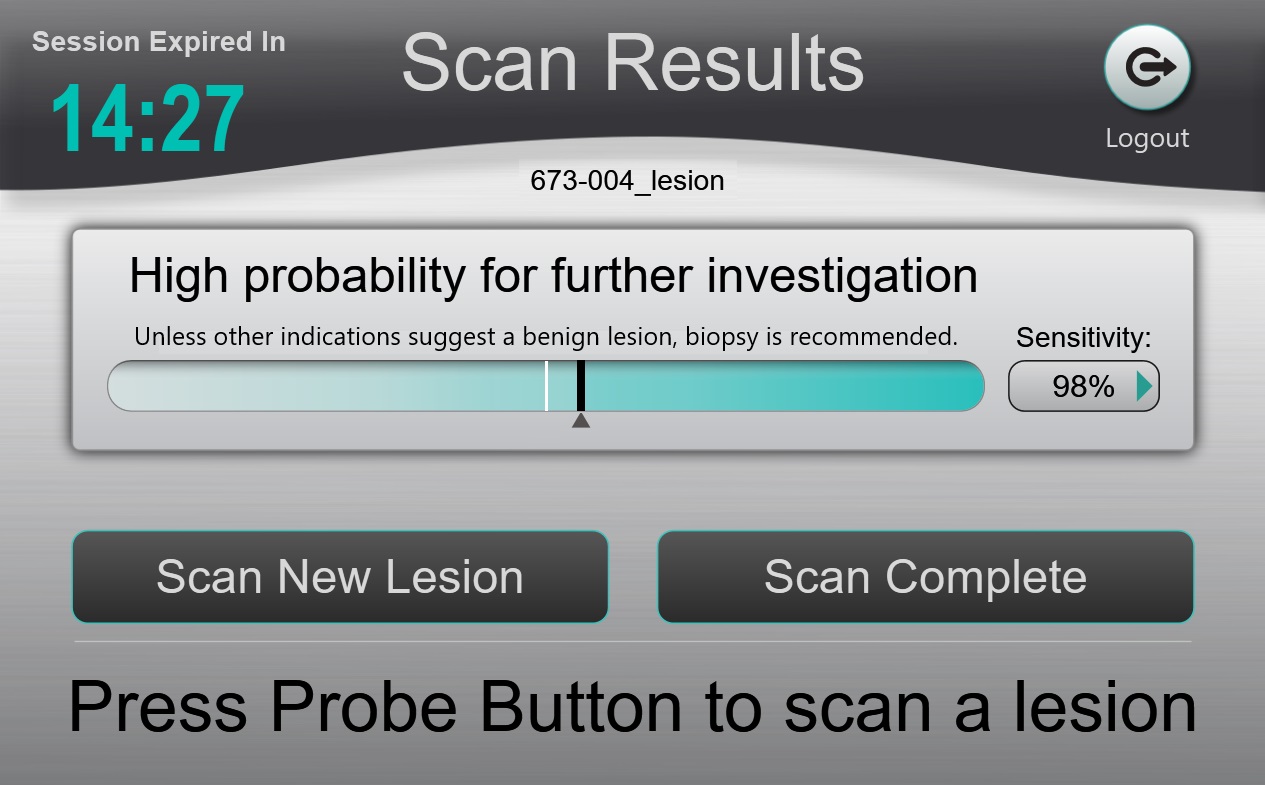 Session Expired In
14:27
Scan Results
Logout
673-004_lesion
High probability for further investigation
Unless other indications suggest a benign lesion, biopsy is recommended.
Sensitivity:
98%
Scan New Lesion
Scan Complete
Press Probe Button to scan a lesion